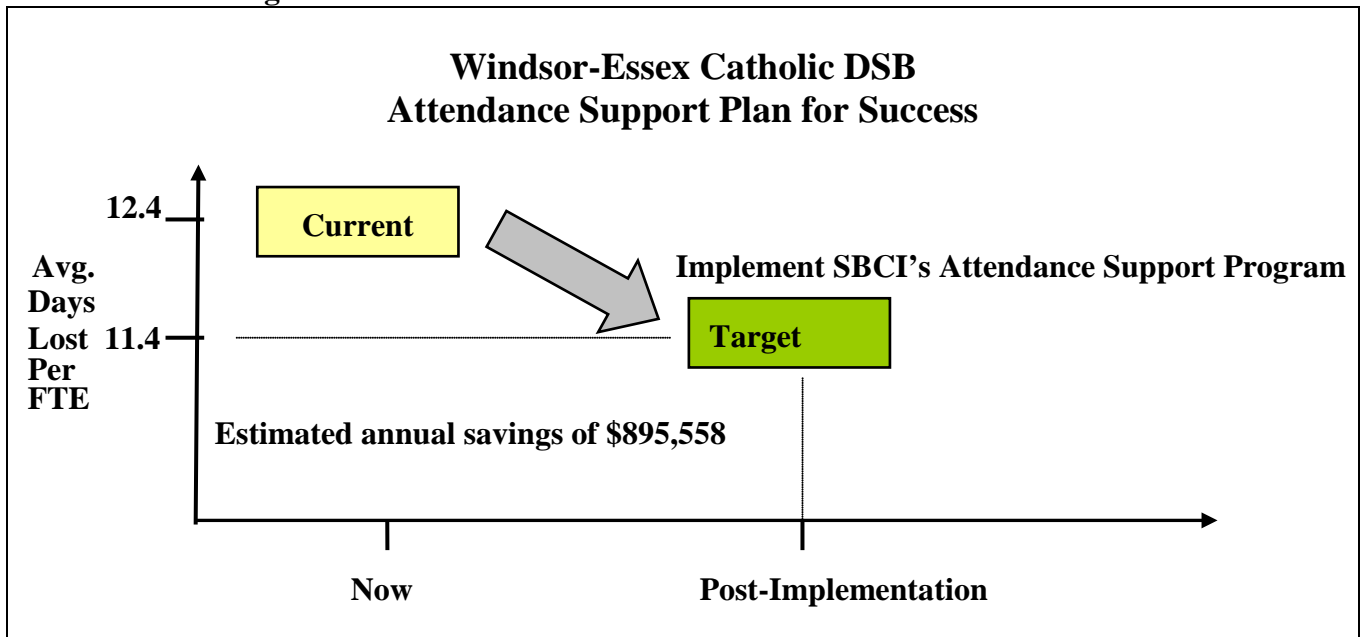 Windsor-Essex Catholic DSB
Attendance Support Plan for Success
12.4
Current
Avg.
Days
Lost
Per
FTE
11.4
Implement SBCI's Attendance Support Program
Target
Estimated annual savings of $895,558
Now
Post-Implementation